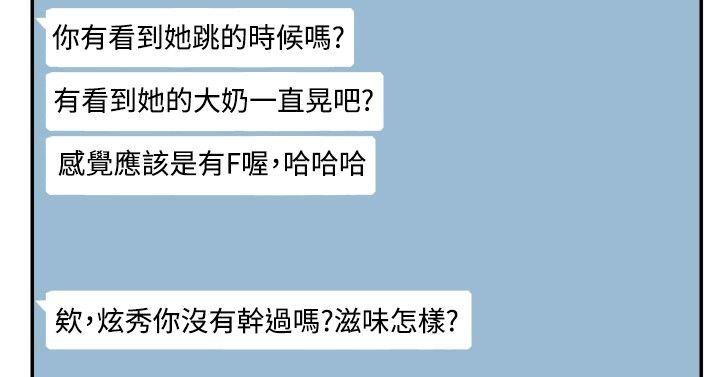 你有看到她跳的時候嗎?
有看到她的大奶一直晃吧?
感覺應該是有F喔,哈哈哈
欸,炫秀你沒有幹過嗎?滋味怎樣?